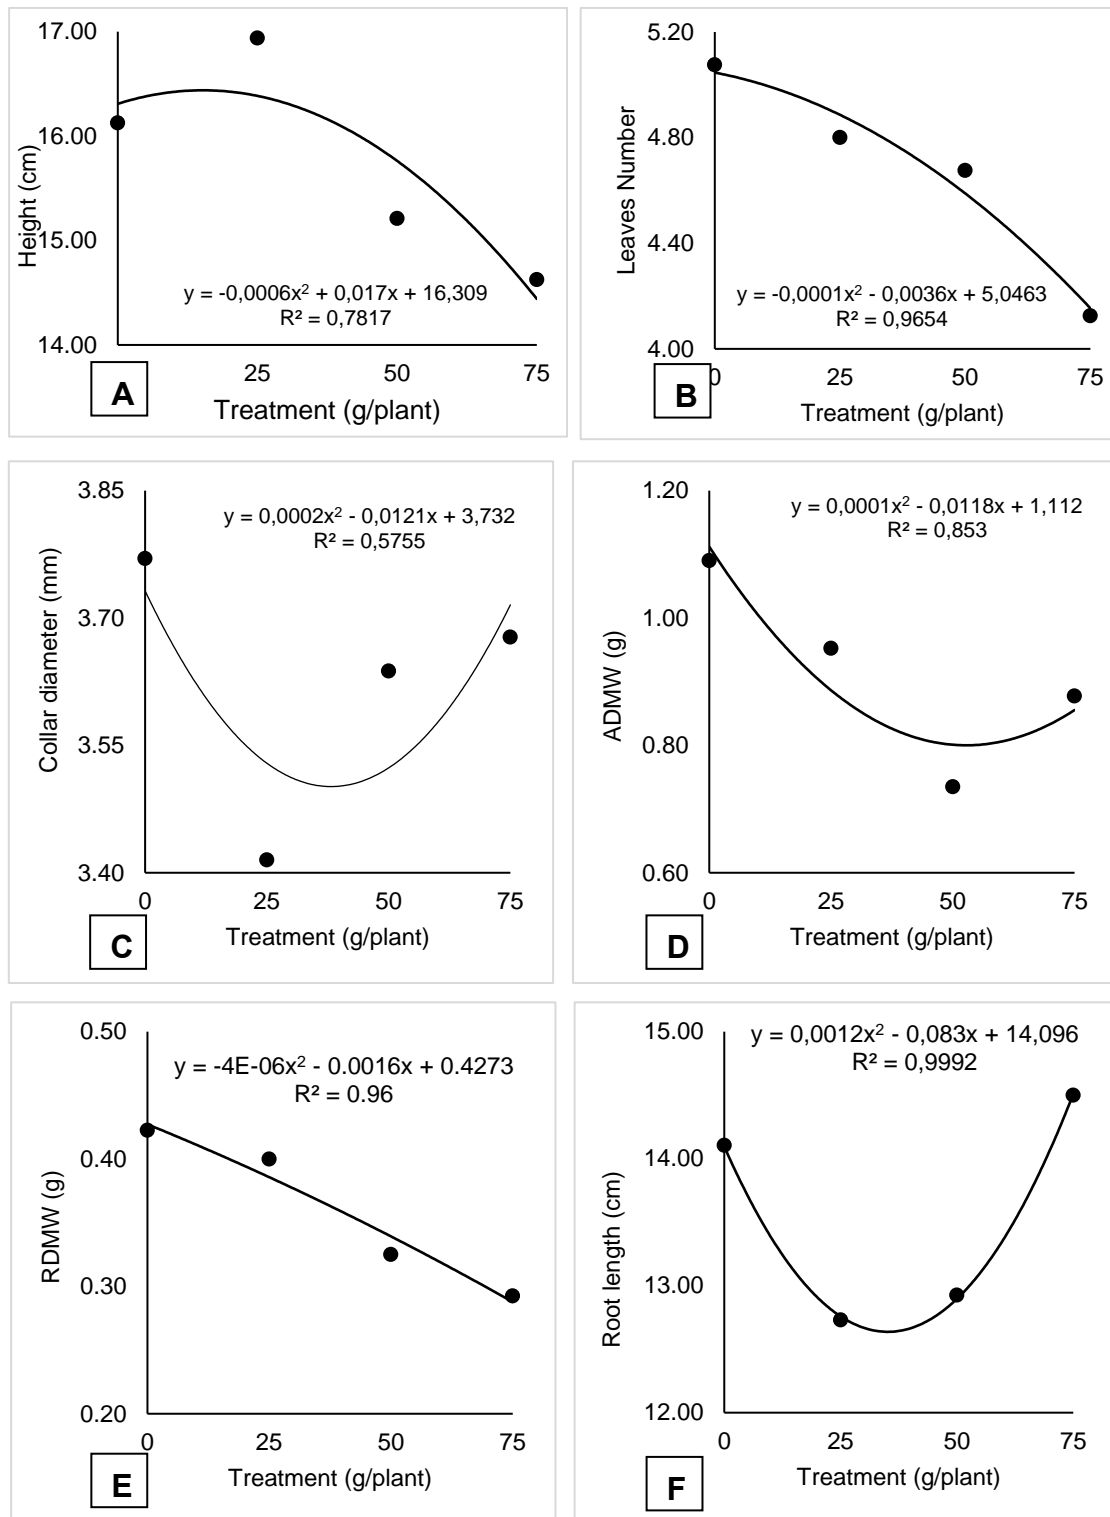 17.00
16.00
15.00
14.00
Height (cm)
y = -0,0006x² + 0,017x + 16,309
R² = 0,7817
25 50 75
Treatment (g/plant)
A
5.20
4.80
4.40
4.00
Leaves Number
y = -0,0001x² - 0,0036x + 5,0463
R² = 0,9654
0 25 50 75
Treatment (g/plant)
B
3.85
3.70
3.55
3.40
Collar diameter (mm)
y = 0,0002x² - 0,0121x + 3,732
R² = 0,5755
0 25 50 75
Treatment (g/plant)
C
1.20
1.00
0.80
0.60
ADMW (g)
y = 0,0001x² - 0,0118x + 1,112
R² = 0,853
0 25 50 75
Treatment (g/plant)
D
0.50
0.40
0.30
0.20
RDMW (g)
y = -4E-06x² - 0.0016x + 0.4273
R² = 0.96
0 25 50 75
Treatment (g/plant)
E
15.00
14.00
13.00
12.00
Root length (cm)
y = 0,0012x² - 0,083x + 14,096
R² = 0,9992
0 25 50 75
Treatment (g/plant)
F